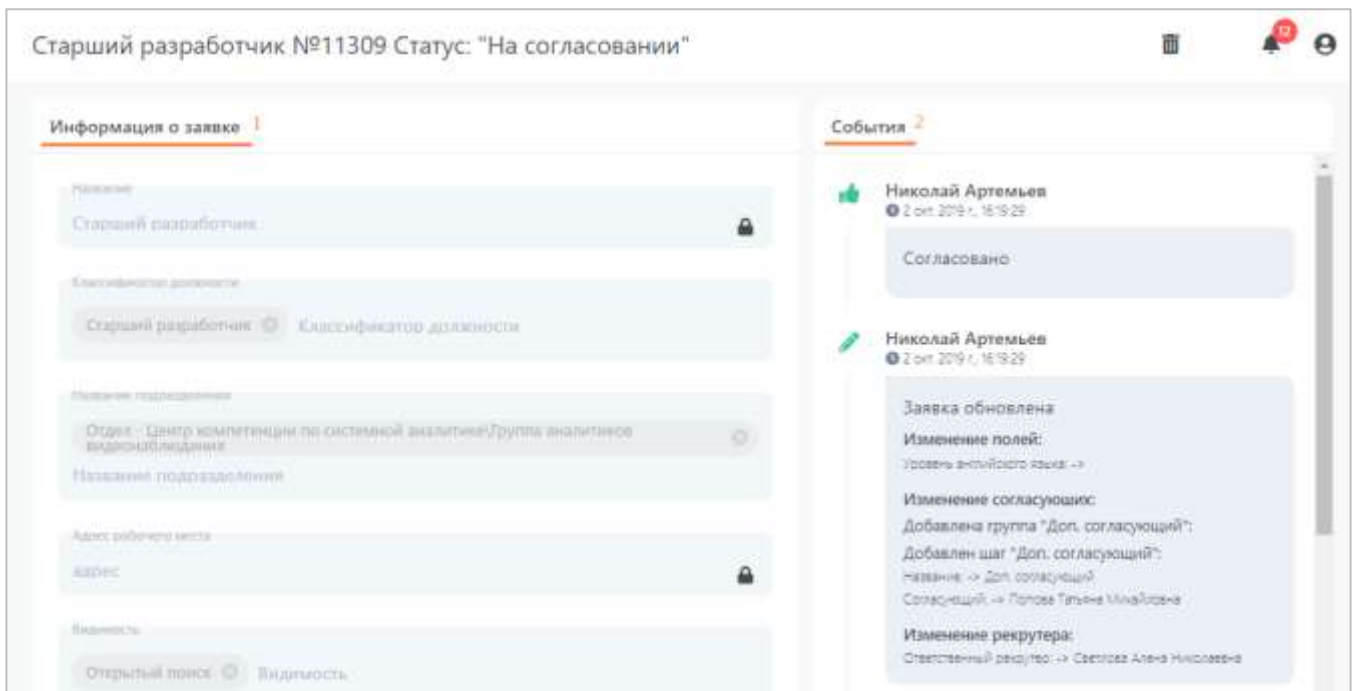 Старший разработчик №11309 Статус: "На согласовании"
12
Информация о заявке 1
Название
Старший разработчик
Классификатор должности
Старший разработчик Классификатор должности
Название подразделения
Отдел - Центр компетенции по системной аналитике\Группа аналитиков
видеонаблюдения
Название подразделения
Адрес рабочего места
адрес
Видимость
Открытый поиск Видимость
События 2
Николай Артемьев
2 окт. 2019 г., 16:19:29
Согласовано
Николай Артемьев
2 окт. 2019 г., 16:19:29
Заявка обновлена
Изменение полей:
Уровень английского языка: ->
Изменение согласующих:
Добавлена группа "Доп. согласующий":
Добавлен шаг "Доп. согласующий":
Название: -> Доп. согласующий
Согласующий: -> Попова Татьяна Михайловна
Изменение рекрутера:
Ответственный рекрутер: -> Светлова Алена Николаевна